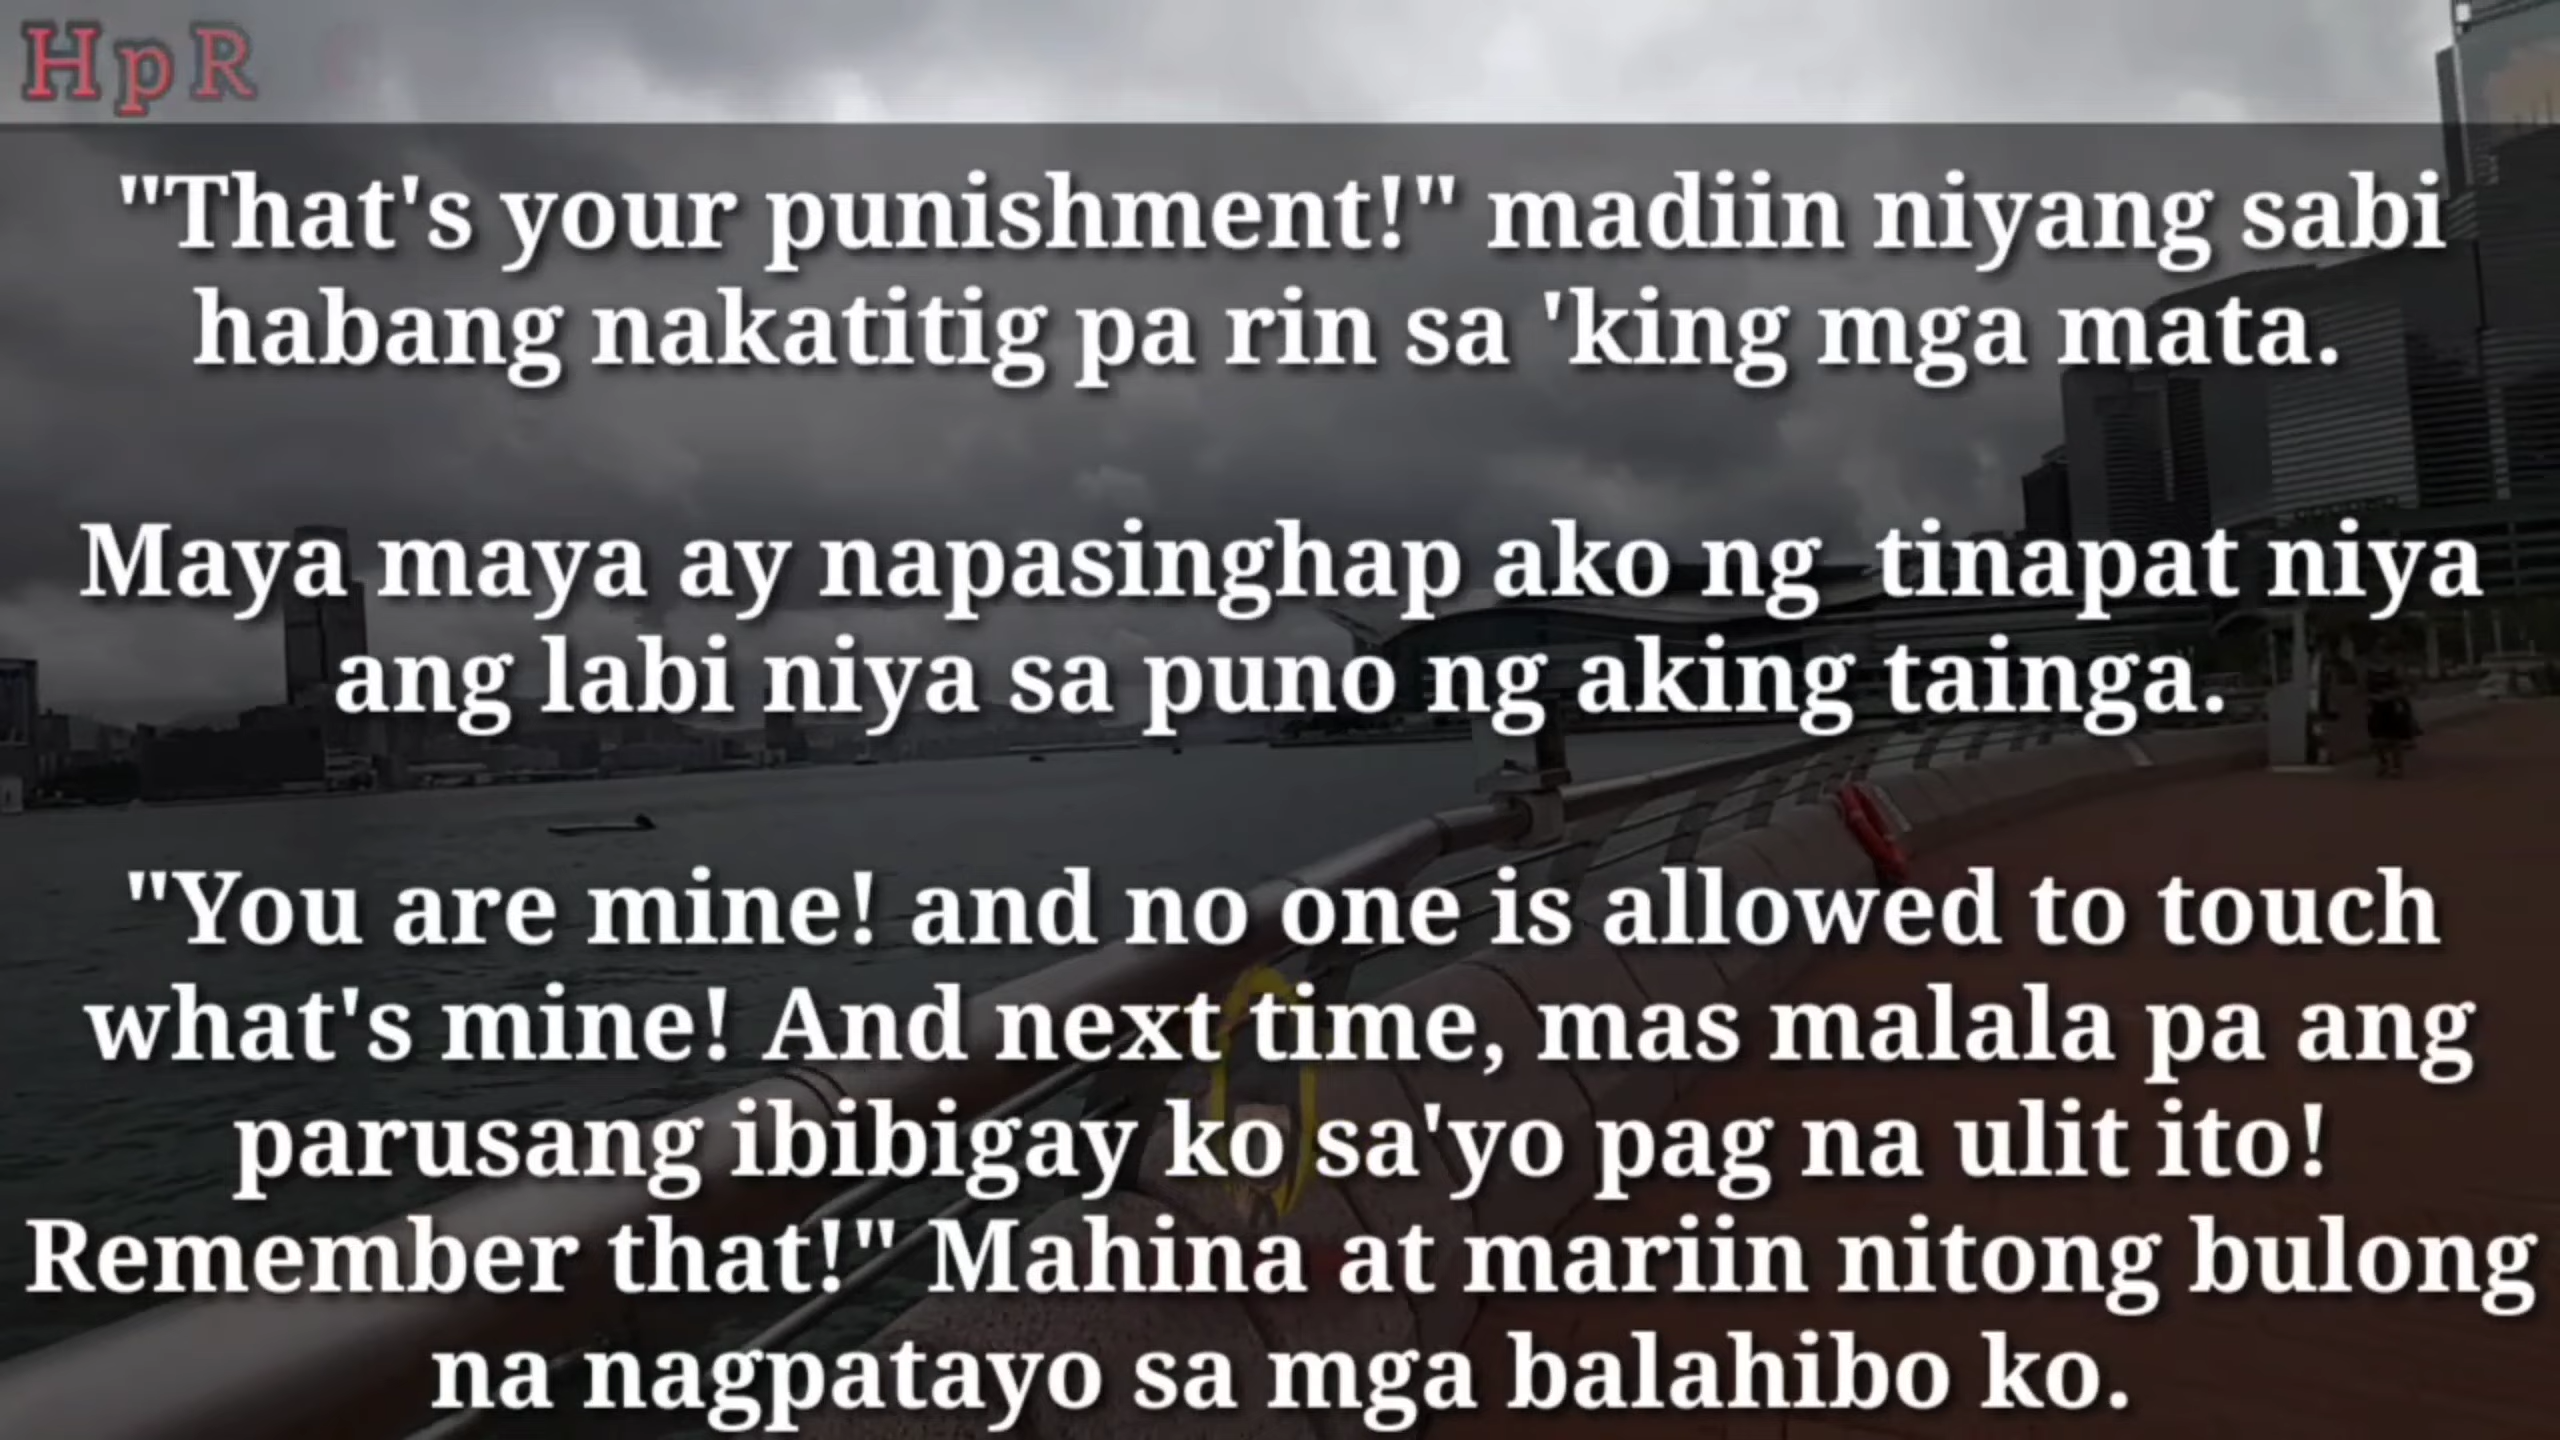 HpR
"That's your punishment!" madiin niyang sabi
habang nakatitig pa rin sa 'king mga mata.
Maya maya ay napasinghap ako ng  tinapat niya
ang labi niya sa puno ng aking tainga.
"You are mine! and no one is allowed to touch
what's mine! And next time, mas malala pa ang
parusang ibibigay ko sa'yo pag na ulit ito!
Remember that!" Mahina at mariin nitong bulong
na nagpatayo sa mga balahibo ko.